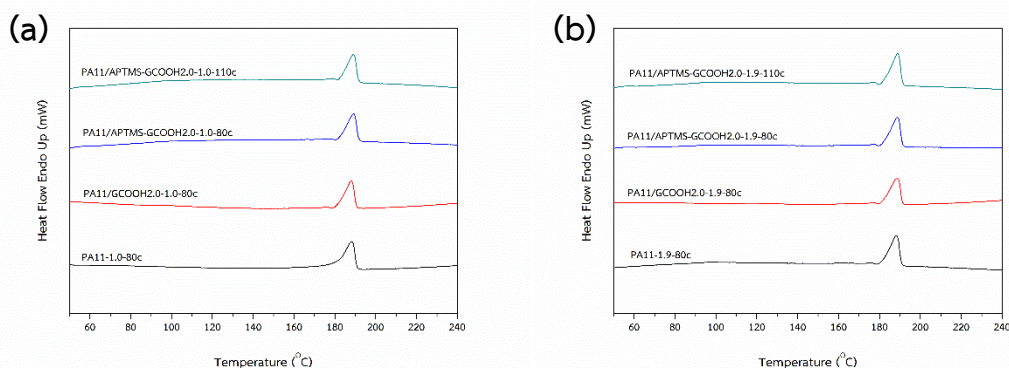 (a)
Heat Flow Endo Up (mW)
PA11/APTMS-GCOOH2.0-1.0-110c
PA11/APTMS-GCOOH2.0-1.0-80c
PA11/GCOOH2.0-1.0-80c
PA11-1.0-80c
60 80 100 120 140 160 180 200 220 240
Temperature (°C)
(b)
Heat Flow Endo Up (mW)
PA11/APTMS-GCOOH2.0-1.9-110c
PA11/APTMS-GCOOH2.0-1.9-80c
PA11/GCOOH2.0-1.9-80c
PA11-1.9-80c
60 80 100 120 140 160 180 200 220 240
Temperature (°C)